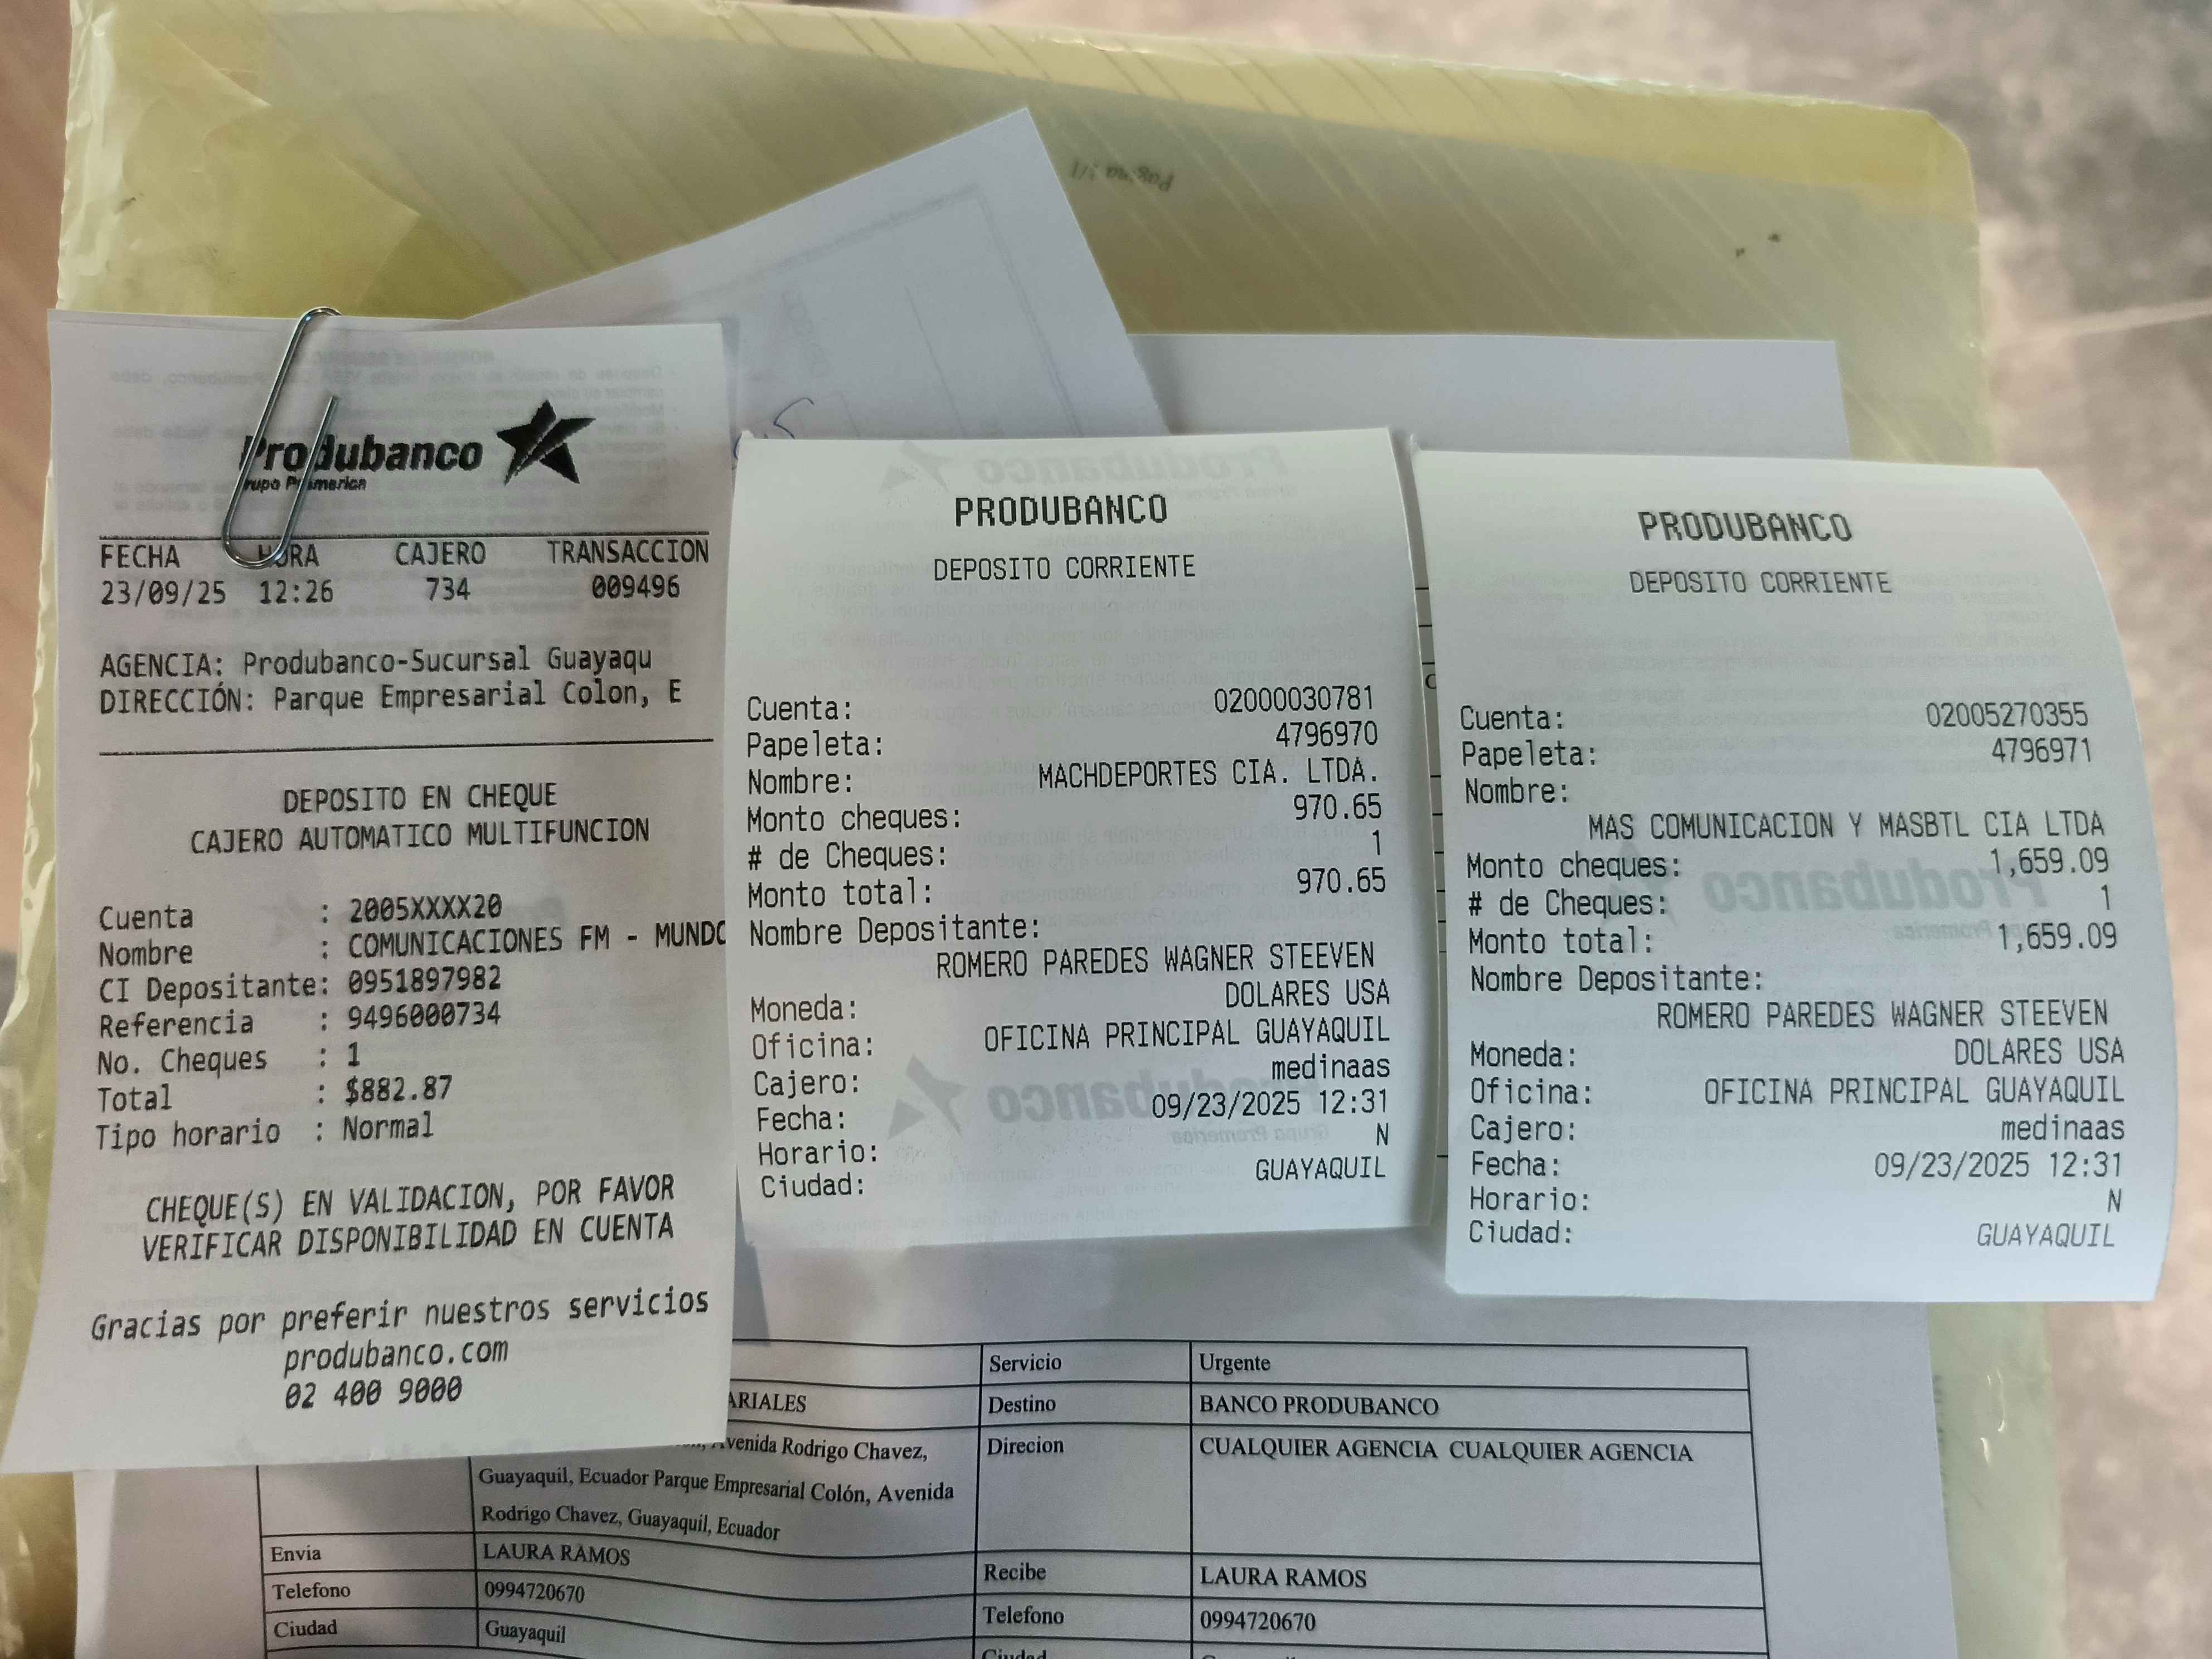 Produbanco
Grupo Promerica
FECHA HORA CAJERO TRANSACCION
23/09/25 12:26 734 009496
AGENCIA: Produbanco-Sucursal Guayaqu
DIRECCIÓN: Parque Empresarial Colon, E
DEPOSITO EN CHEQUE
CAJERO AUTOMATICO MULTIFUNCION
Cuenta : 2005XXXX20
Nombre : COMUNICACIONES FM - MUNDO
CI Depositante: 0951897982
Referencia : 9496000734
No. Cheques : 1
Total : $882.87
Tipo horario : Normal
CHEQUE(S) EN VALIDACION, POR FAVOR
VERIFICAR DISPONIBILIDAD EN CUENTA
Gracias por preferir nuestros servicios
produbanco.com
02 400 9000
PRODUBANCO
DEPOSITO CORRIENTE
Cuenta: 02000030781
Papeleta: 4796970
Nombre: MACHDEPORTES CIA. LTDA.
Monto cheques: 970.65
# de Cheques: 1
Monto total: 970.65
Nombre Depositante:
ROMERO PAREDES WAGNER STEEVEN
Moneda: DOLARES USA
Oficina: OFICINA PRINCIPAL GUAYAQUIL
Cajero: medinaas
Fecha: 09/23/2025 12:31
Horario: N
Ciudad: GUAYAQUIL
PRODUBANCO
DEPOSITO CORRIENTE
Cuenta: 02005270355
Papeleta: 4796971
Nombre:
MAS COMUNICACION Y MASBTL CIA LTDA
Monto cheques: 1,659.09
# de Cheques: 1
Monto total: 1,659.09
Nombre Depositante:
ROMERO PAREDES WAGNER STEEVEN
Moneda: DOLARES USA
Oficina: OFICINA PRINCIPAL GUAYAQUIL
Cajero: medinaas
Fecha: 09/23/2025 12:31
Horario: N
Ciudad: GUAYAQUIL
Pagina 1/1
Servicio Urgente
ARIALES Destino BANCO PRODUBANCO
Avenida Rodrigo Chavez, Direcion CUALQUIER AGENCIA CUALQUIER AGENCIA
Guayaquil, Ecuador Parque Empresarial Colón, Avenida
Rodrigo Chavez, Guayaquil, Ecuador
Envia LAURA RAMOS Recibe LAURA RAMOS
Telefono 0994720670 Telefono 0994720670
Ciudad Guayaquil Ciudad